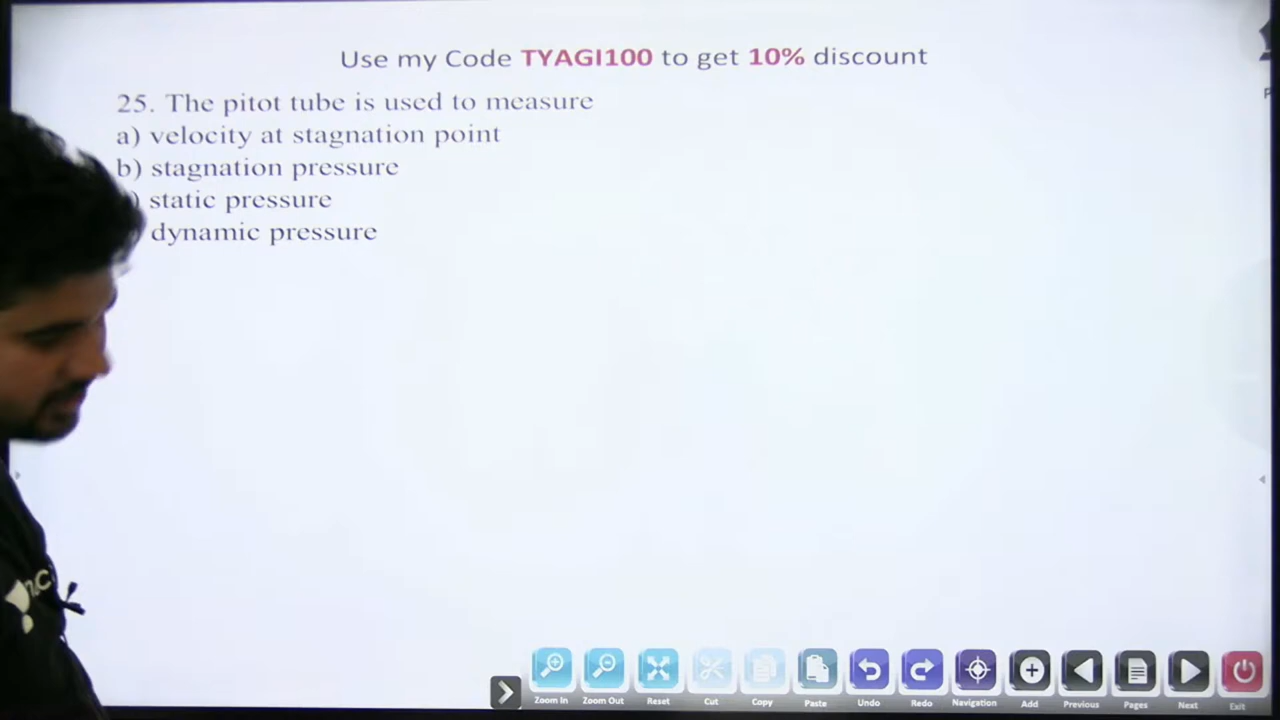 Use my Code TYAGI100 to get 10% discount
25. The pitot tube is used to measure
a) velocity at stagnation point
b) stagnation pressure
) static pressure
dynamic pressure
Zoom In Zoom Out Reset Cut Copy Paste Undo Redo Navigation Add Previous Pages Next Exit